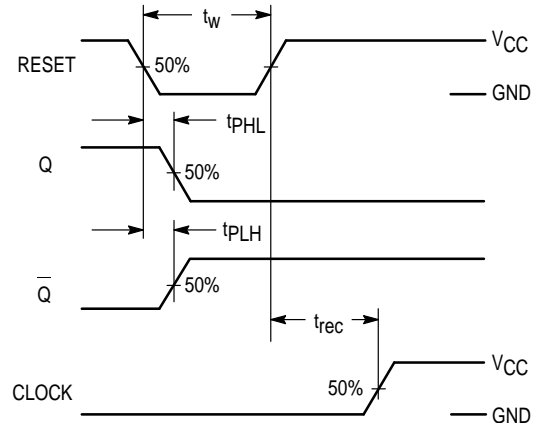 tw
VCC
RESET
50%
GND
tPHL
Q
50%
tPLH
Q̅
50%
trec
VCC
50%
CLOCK
GND